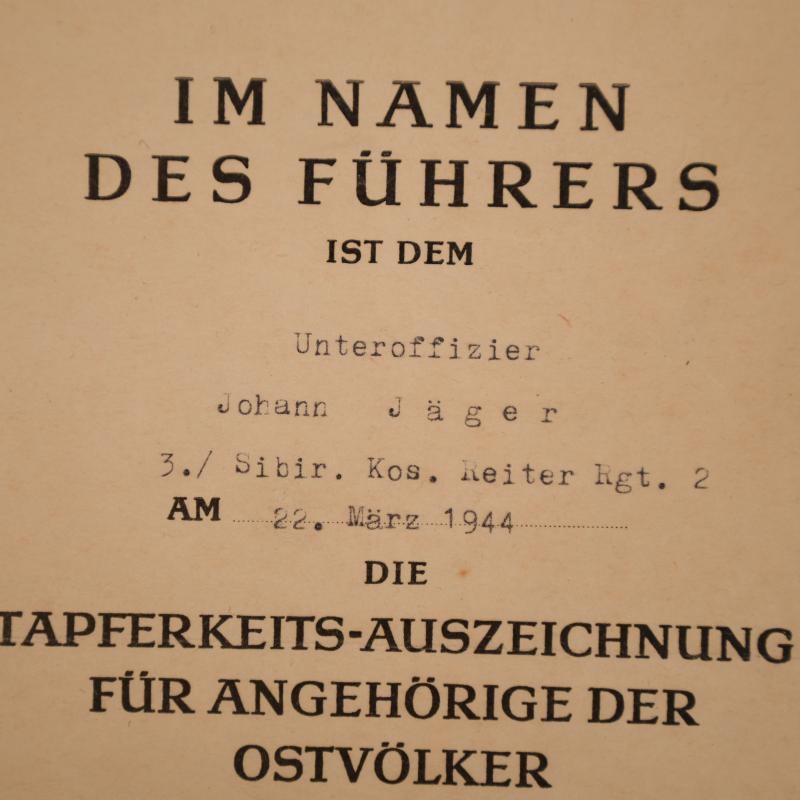 IM NAMEN
DES FÜHRERS
IST DEM
Unteroffizier
Johann Jäger
3./ Sibir. Kos. Reiter Rgt. 2
AM 22. März 1944
DIE
TAPFERKEITS-AUSZEICHNUNG
FÜR ANGEHÖRIGE DER
OSTVÖLKER